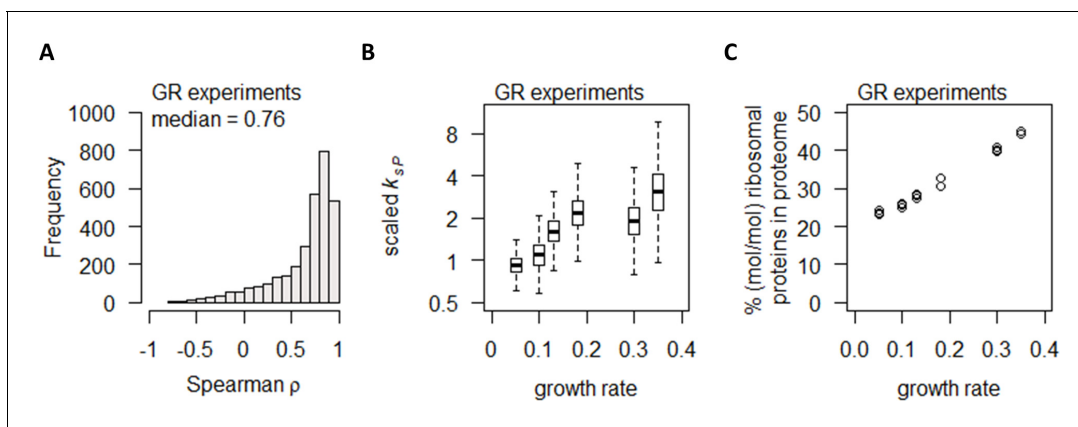 A
GR experiments
median = 0.76
1000
800
600
400
200
0
Frequency
-1
-0.5
0
0.5
1
Spearman ρ
B
GR experiments
8
4
2
1
0.5
scaled ksP
0
0.1
0.2
0.3
0.4
growth rate
C
GR experiments
50
40
30
20
10
0
% (mol/mol) ribosomal
proteins in proteome
0.0
0.1
0.2
0.3
0.4
growth rate